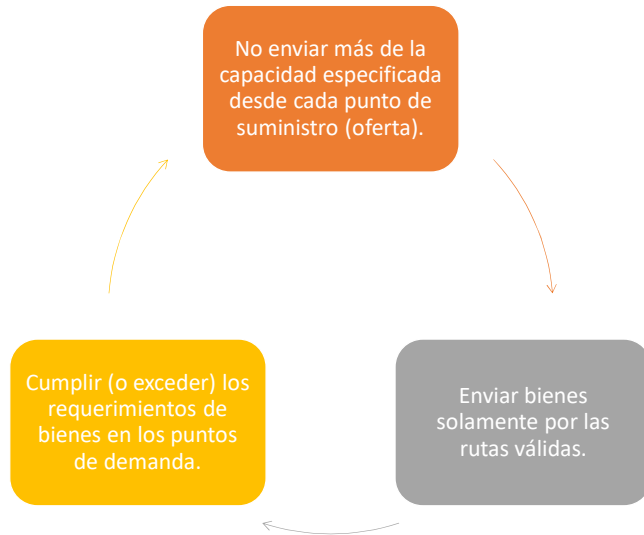 No enviar más de la
capacidad especificada
desde cada punto de
suministro (oferta).
Enviar bienes
solamente por las
rutas válidas.
Cumplir (o exceder) los
requerimientos de
bienes en los puntos
de demanda.